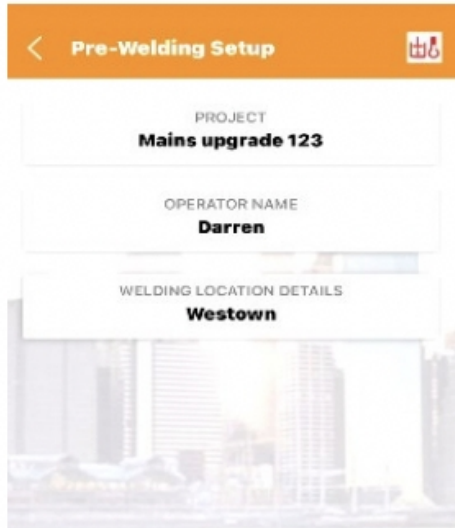 Pre-Welding Setup
PROJECT
Mains upgrade 123
OPERATOR NAME
Darren
WELDING LOCATION DETAILS
Westown